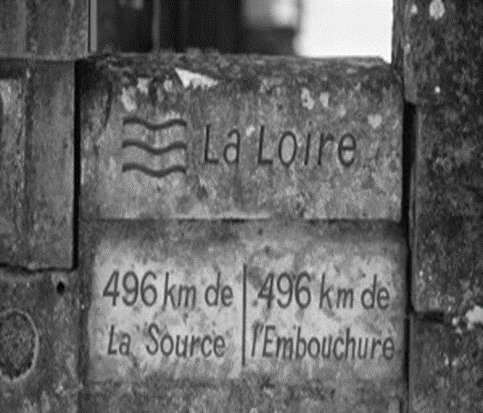 La Loire
496 km de | 496 km de
La Source | l'Embouchure